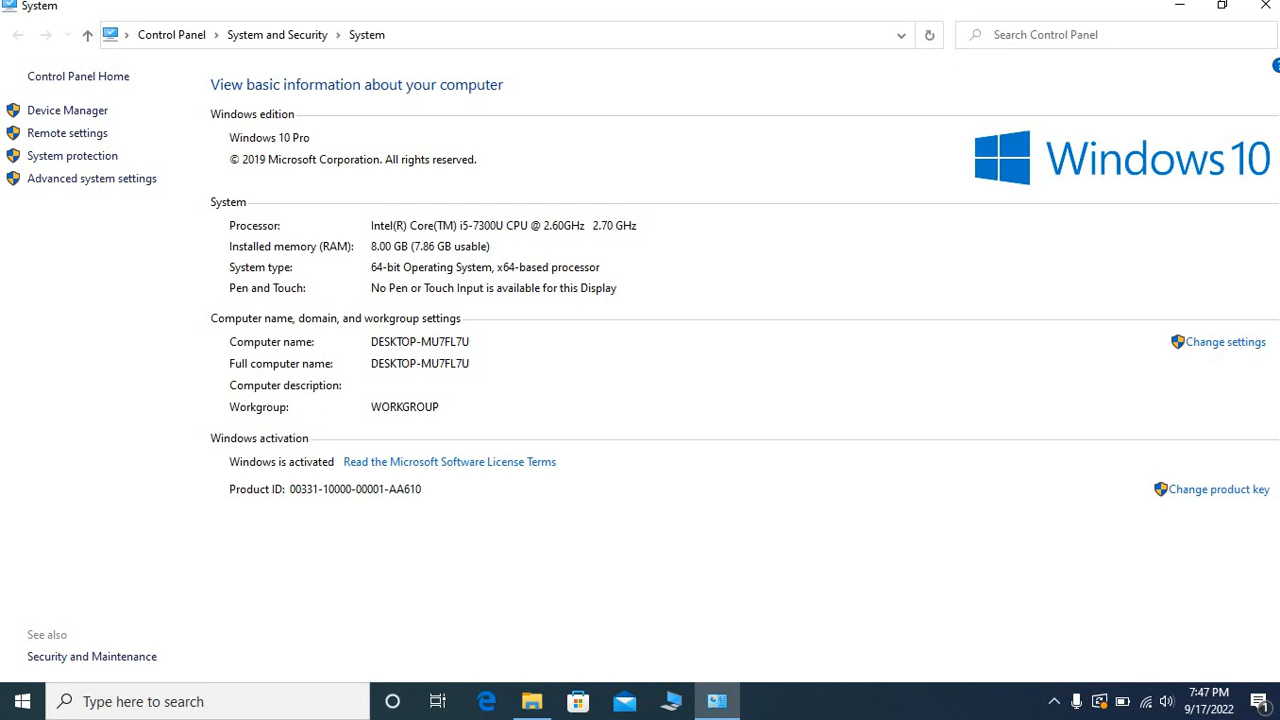 System
Control Panel > System and Security > System
Search Control Panel
Control Panel Home
Device Manager
Remote settings
System protection
Advanced system settings
View basic information about your computer
Windows edition
Windows 10 Pro
© 2019 Microsoft Corporation. All rights reserved.
Windows 10
System
Processor: Intel(R) Core(TM) i5-7300U CPU @ 2.60GHz 2.70 GHz
Installed memory (RAM): 8.00 GB (7.86 GB usable)
System type: 64-bit Operating System, x64-based processor
Pen and Touch: No Pen or Touch Input is available for this Display
Computer name, domain, and workgroup settings
Computer name: DESKTOP-MU7FL7U
Change settings
Full computer name: DESKTOP-MU7FL7U
Computer description:
Workgroup: WORKGROUP
Windows activation
Windows is activated Read the Microsoft Software License Terms
Product ID: 00331-10000-00001-AA610
Change product key
See also
Security and Maintenance
Type here to search
7:47 PM
9/17/2022
1